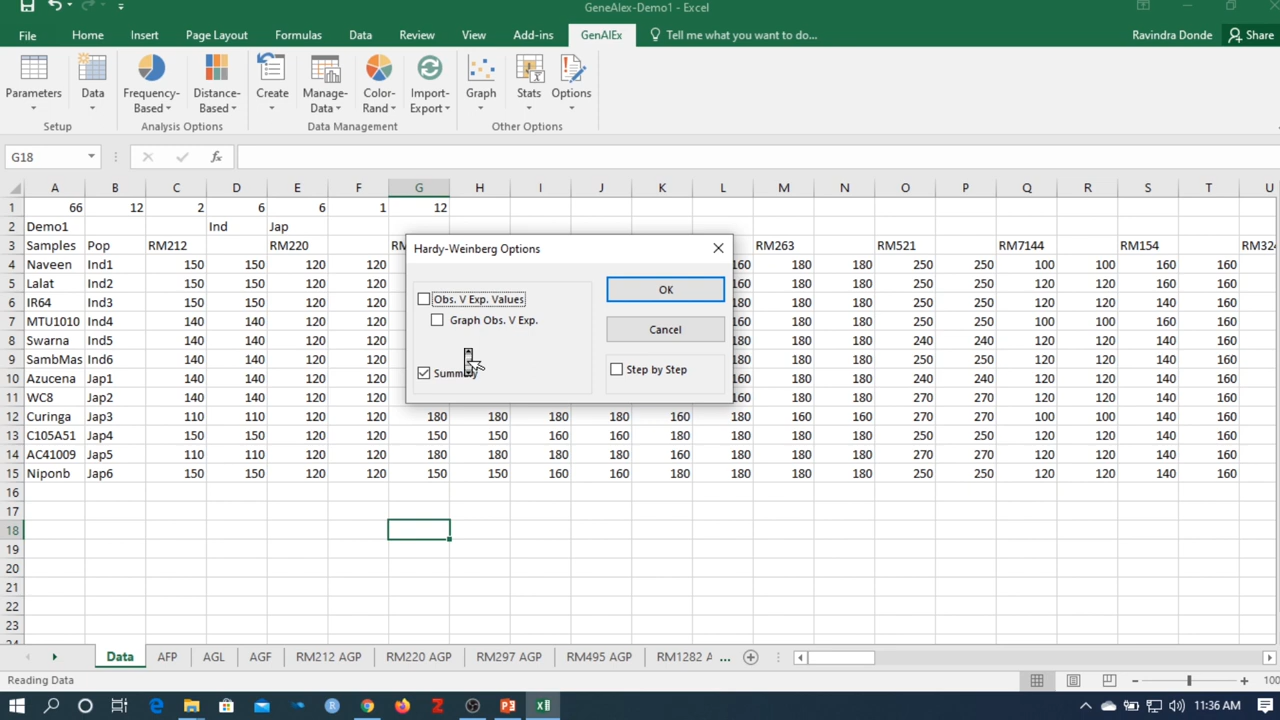 GeneAlex-Demo1 - Excel
File Home Insert Page Layout Formulas Data Review View Add-ins GenAlEx Tell me what you want to do... Ravindra Donde Share
Parameters Data Frequency-Based Distance-Based Create Manage-Data Color-Rand Import-Export Graph Stats Options
Setup Analysis Options Data Management Other Options
G18 fx
A B C D E F G H I J K L M N O P Q R S T U
1 66 12 2 6 6 1 12
2 Demo1 Ind Jap
3 Samples Pop RM212 RM220 RM263 RM521 RM7144 RM154
4 Naveen Ind1 150 150 120 120 160 180 180 250 250 100 100 160 160
5 Lalat Ind2 150 150 120 120 180 180 250 250 120 120 160 160
6 IR64 Ind3 150 150 120 120 180 180 250 250 120 120 160 160
7 MTU1010 Ind4 140 140 120 120 180 180 250 250 100 100 160 160
8 Swarna Ind5 140 140 120 120 180 180 240 240 120 120 140 160
9 SambMas Ind6 140 140 120 120 180 180 250 250 120 120 140 160
10 Azucena Jap1 140 140 120 120 160 180 180 240 240 120 120 140 160
11 WC8 Jap2 140 140 120 120 180 180 270 270 120 120 140 160
12 Curinga Jap3 110 110 120 120 180 180 180 180 160 180 160 160 270 270 100 100 140 160
13 C105A51 Jap4 150 150 120 120 150 150 160 160 180 180 180 180 250 250 120 120 140 160
14 AC41009 Jap5 110 110 120 120 180 180 180 180 180 180 180 180 270 270 120 120 140 160
15 Niponb Jap6 150 150 120 120 150 150 160 160 180 180 180 180 250 250 120 120 140 160
16
17
18
19
20
21
22
23
Hardy-Weinberg Options
Obs. V Exp. Values
Graph Obs. V Exp.
Summary
OK
Cancel
Step by Step
Data AFP AGL AGF RM212 AGP RM220 AGP RM297 AGP RM495 AGP RM1282 A ...
Reading Data 100
11:36 AM